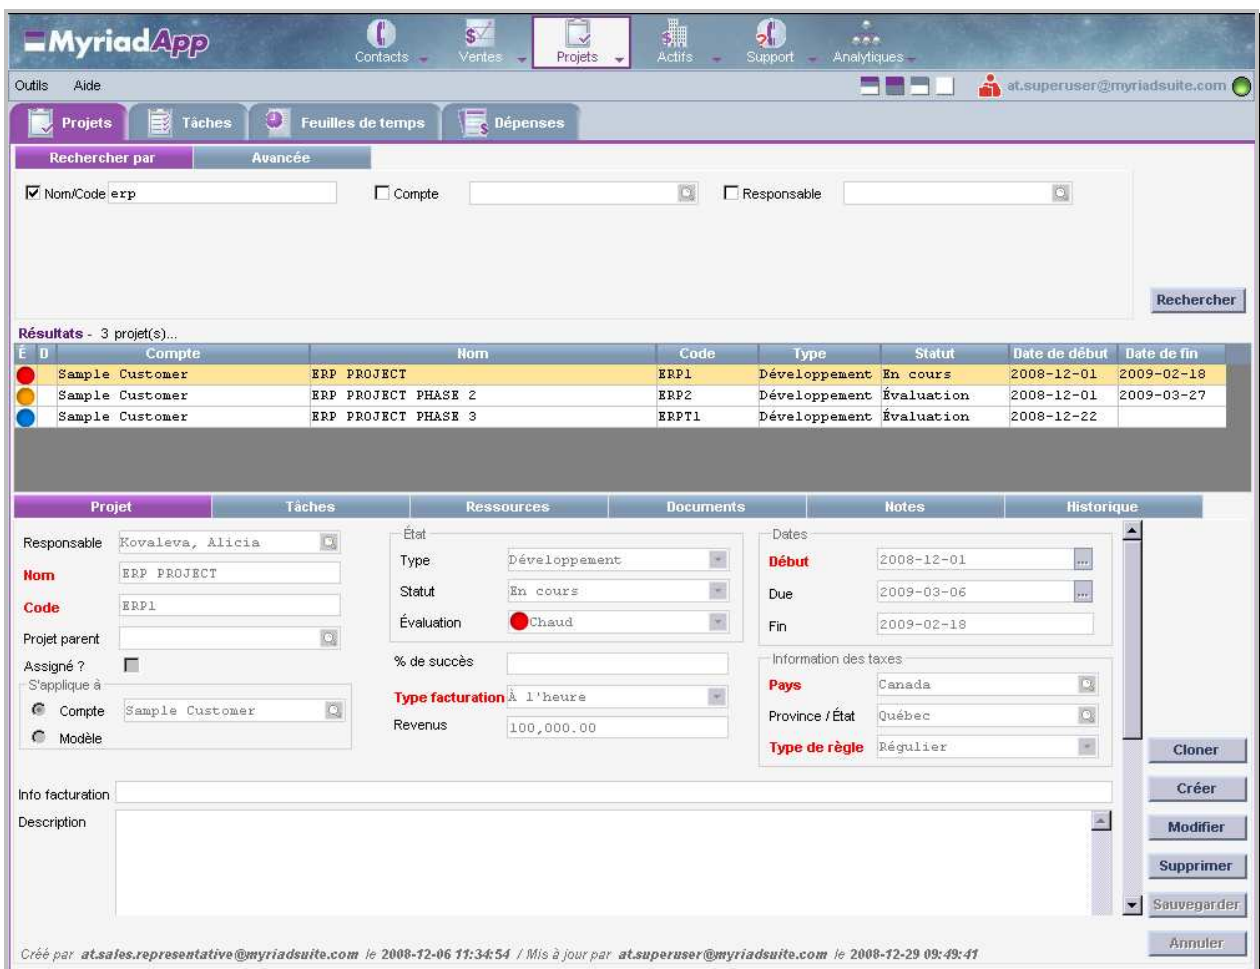 MyriadApp
Contacts Ventes Projets Actifs Support Analytiques
Outils Aide at.superuser@myriadsuite.com
Projets Tâches Feuilles de temps Dépenses
Rechercher par Avancée
Nom/Code erp Compte Responsable
Rechercher
Résultats - 3 projet(s)...
É D Compte Nom Code Type Statut Date de début Date de fin
Sample Customer ERP PROJECT ERP1 Développement En cours 2008-12-01 2009-02-18
Sample Customer ERP PROJECT PHASE 2 ERP2 Développement Évaluation 2008-12-01 2009-03-27
Sample Customer ERP PROJECT PHASE 3 ERPT1 Développement Évaluation 2008-12-22
Projet Tâches Ressources Documents Notes Historique
Responsable Kovaleva, Alicia
Nom ERP PROJECT
Code ERP1
Projet parent
Assigné ?
S'applique à
Compte Sample Customer
Modèle
État
Type Développement
Statut En cours
Évaluation Chaud
% de succès
Type facturation À l'heure
Revenus 100,000.00
Dates
Début 2008-12-01 ...
Due 2009-03-06 ...
Fin 2009-02-18
Information des taxes
Pays Canada
Province / État Québec
Type de règle Régulier
Info facturation
Description
Cloner
Créer
Modifier
Supprimer
Sauvegarder
Annuler
Créé par at.sales.representative@myriadsuite.com le 2008-12-06 11:34:54 / Mis à jour par at.superuser@myriadsuite.com le 2008-12-29 09:49:41